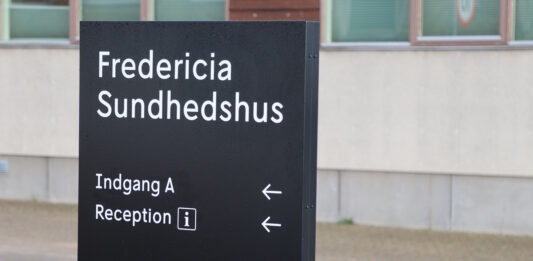 Fredericia
Sundhedshus
Indgang A ←
Reception i ←